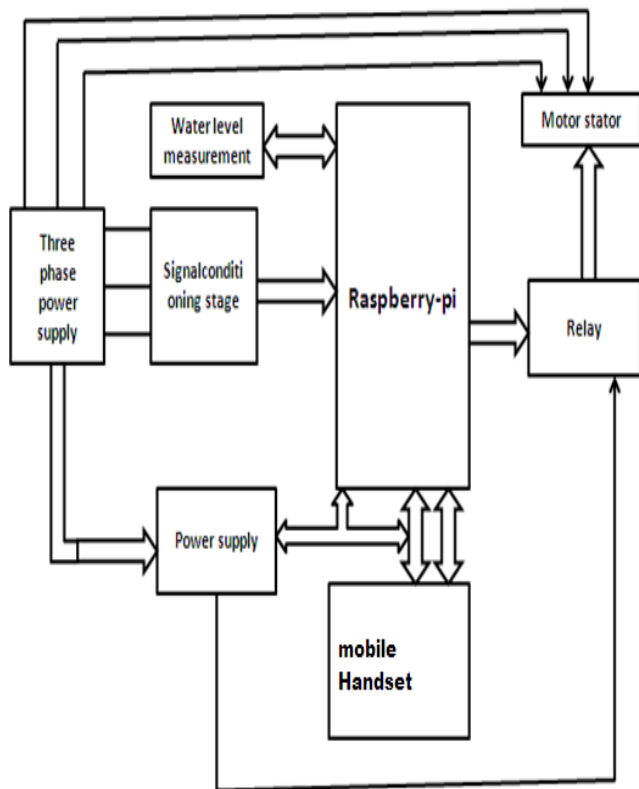 Motor stator
Water level
measurement
Three
phase
power
supply
Signalconditi
oning stage
Raspberry-pi
Relay
Power supply
mobile
Handset